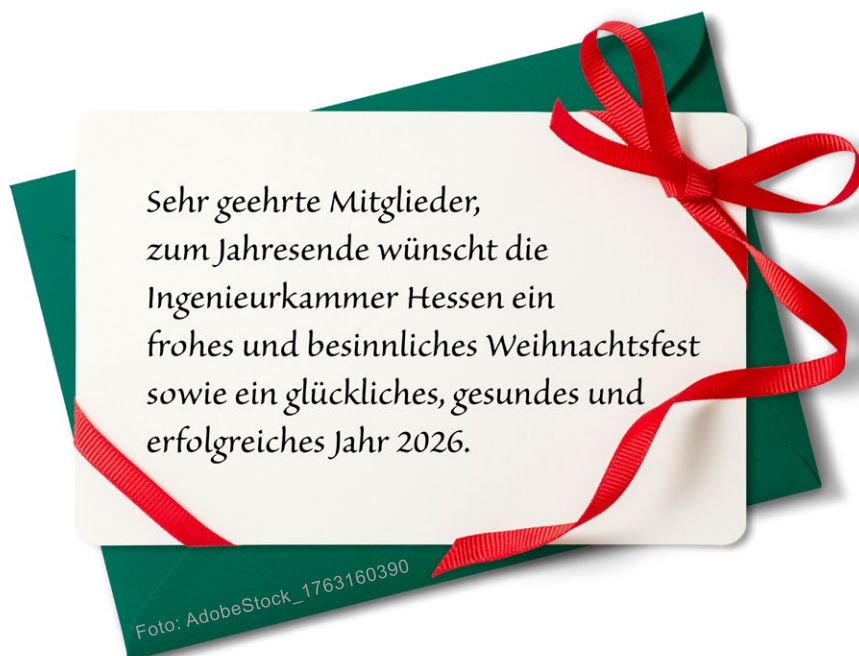 Sehr geehrte Mitglieder,
zum Jahresende wünscht die
Ingenieurkammer Hessen ein
frohes und besinnliches Weihnachtsfest
sowie ein glückliches, gesundes und
erfolgreiches Jahr 2026.
Foto: AdobeStock_1763160390